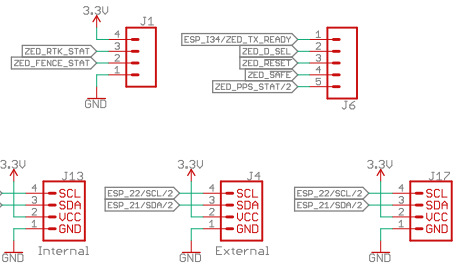 3.3V
J1
4
ZED_RTK_STAT 3
ZED_FENCE_STAT 2
1
GND
ESP_I34/ZED_TX_READY 1
ZED_D_SEL 2
ZED_RESET 3
ZED_SAFE 4
ZED_PPS_STAT/2 5
J6
3.3V
J13
4 SCL
3 SDA
2 VCC
1 GND
Internal
GND
3.3V
J4
ESP_22/SCL/2 4 SCL
ESP_21/SDA/2 3 SDA
2 VCC
1 GND
External
GND
3.3V
J17
ESP_22/SCL/2 4 SCL
ESP_21/SDA/2 3 SDA
2 VCC
1 GND
GND